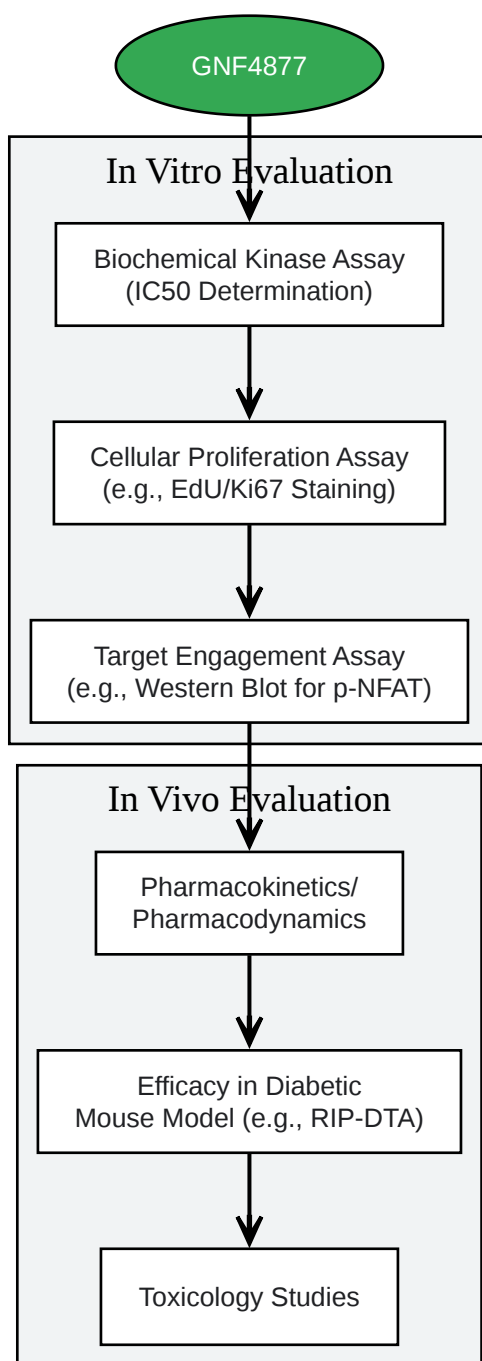 GNF4877
In Vitro Evaluation
Biochemical Kinase Assay
(IC50 Determination)
Cellular Proliferation Assay
(e.g., EdU/Ki67 Staining)
Target Engagement Assay
(e.g., Western Blot for p-NFAT)
In Vivo Evaluation
Pharmacokinetics/
Pharmacodynamics
Efficacy in Diabetic
Mouse Model (e.g., RIP-DTA)
Toxicology Studies